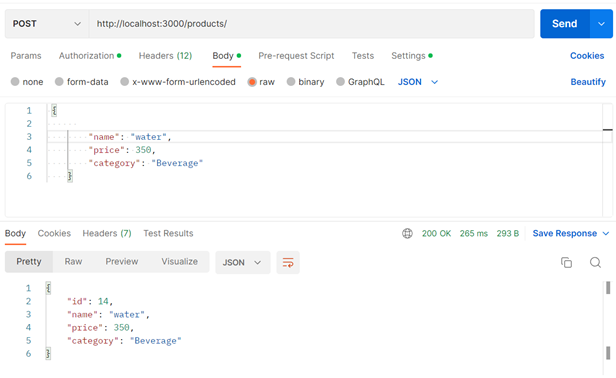 POST http://localhost:3000/products/ Send
Params Authorization Headers (12) Body Pre-request Script Tests Settings Cookies
none form-data x-www-form-urlencoded raw binary GraphQL JSON Beautify
1 {
2
3 "name": "water",
4 "price": 350,
5 "category": "Beverage"
6 }
Body Cookies Headers (7) Test Results 200 OK 265 ms 293 B Save Response
Pretty Raw Preview Visualize JSON
1 {
2 "id": 14,
3 "name": "water",
4 "price": 350,
5 "category": "Beverage"
6 }